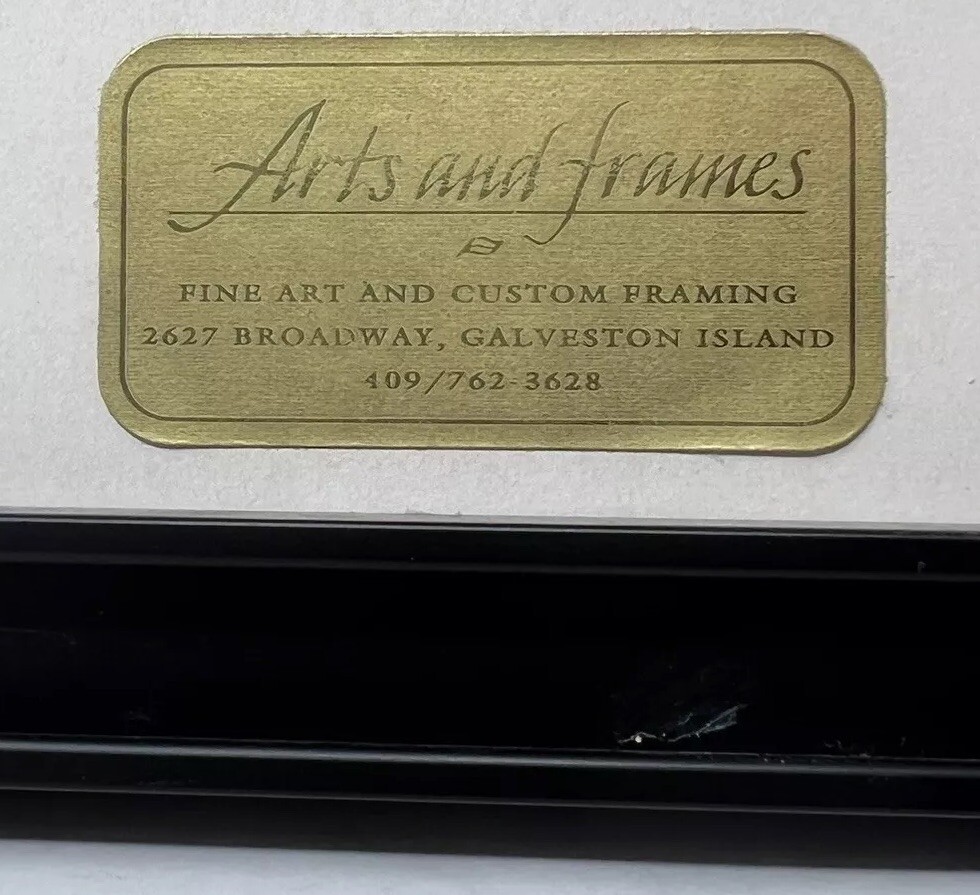 Arts and frames
FINE ART AND CUSTOM FRAMING
2627 BROADWAY, GALVESTON ISLAND
409/762-3628